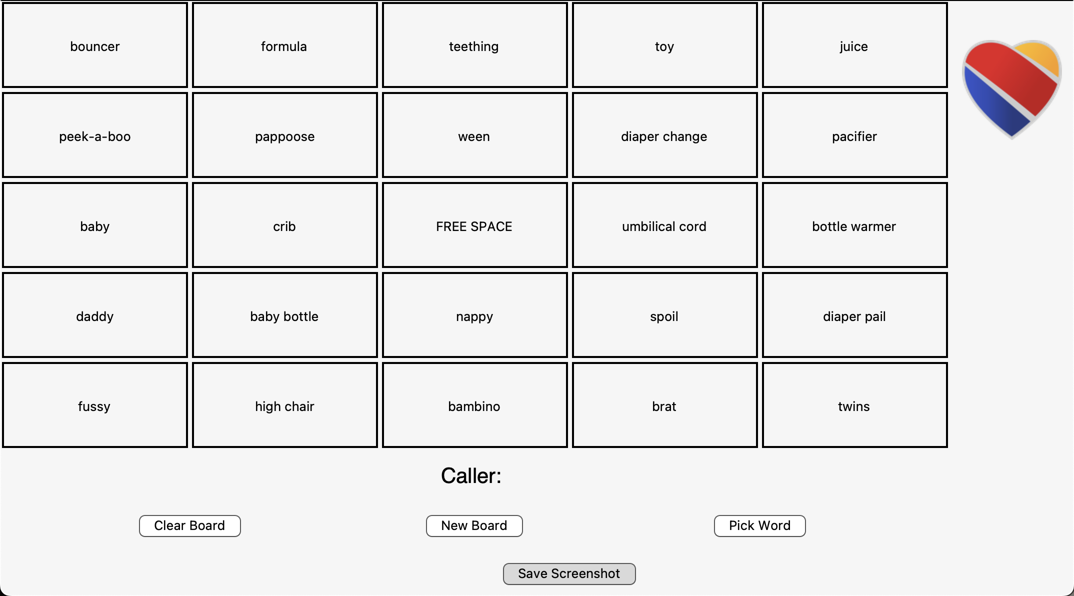 bouncer
formula
teething
toy
juice
peek-a-boo
pappoose
ween
diaper change
pacifier
baby
crib
FREE SPACE
umbilical cord
bottle warmer
daddy
baby bottle
nappy
spoil
diaper pail
fussy
high chair
bambino
brat
twins
Caller:
Clear Board
New Board
Pick Word
Save Screenshot